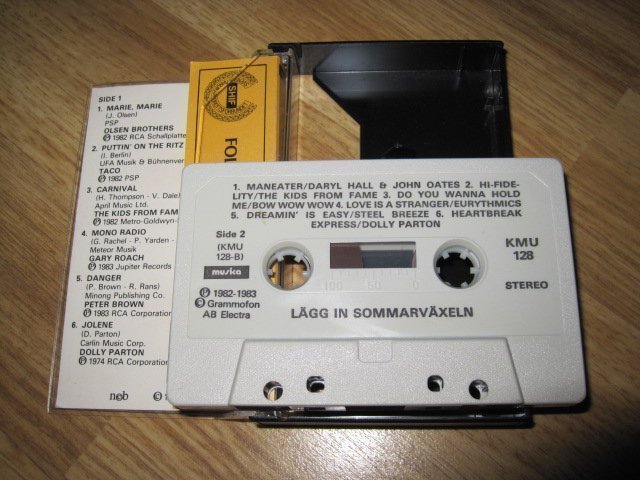 SIDE 1
1. MARIE, MARIE
(J. Olsen)
PSP
OLSEN BROTHERS
Ⓟ 1982 RCA Schallplatte
2. PUTTIN' ON THE RITZ
(I. Berlin)
UFA Musik & Bühnenver
TACO
Ⓟ 1982 PSP
3. CARNIVAL
(H. Thompson - V. Dale)
April Music Ltd.
THE KIDS FROM FAM
Ⓟ 1982 Metro-Goldwyn-
4. MONO RADIO
(G. Rachel - P. Yarden -
Meteor Musik
GARY ROACH
Ⓟ 1983 Jupiter Records
5. DANGER
(P. Brown - R. Rans)
Minong Publishing Co.
PETER BROWN
Ⓟ 1983 RCA Corporation
6. JOLENE
(D. Parton)
Carlin Music Corp.
DOLLY PARTON
Ⓟ 1974 RCA Corporation
ncb
SHIF
FOL
1. MANEATER/DARYL HALL & JOHN OATES 2. HI-FIDE-
LITY/THE KIDS FROM FAME 3. DO YOU WANNA HOLD
ME/BOW WOW WOW 4. LOVE IS A STRANGER/EURYTHMICS
5. DREAMIN' IS EASY/STEEL BREEZE 6. HEARTBREAK
EXPRESS/DOLLY PARTON
Side 2
(KMU
128-B)
muska
Ⓟ 1982-1983
Grammofon
AB Electra
100 50 0
KMU
128
STEREO
LÄGG IN SOMMARVÄXELN